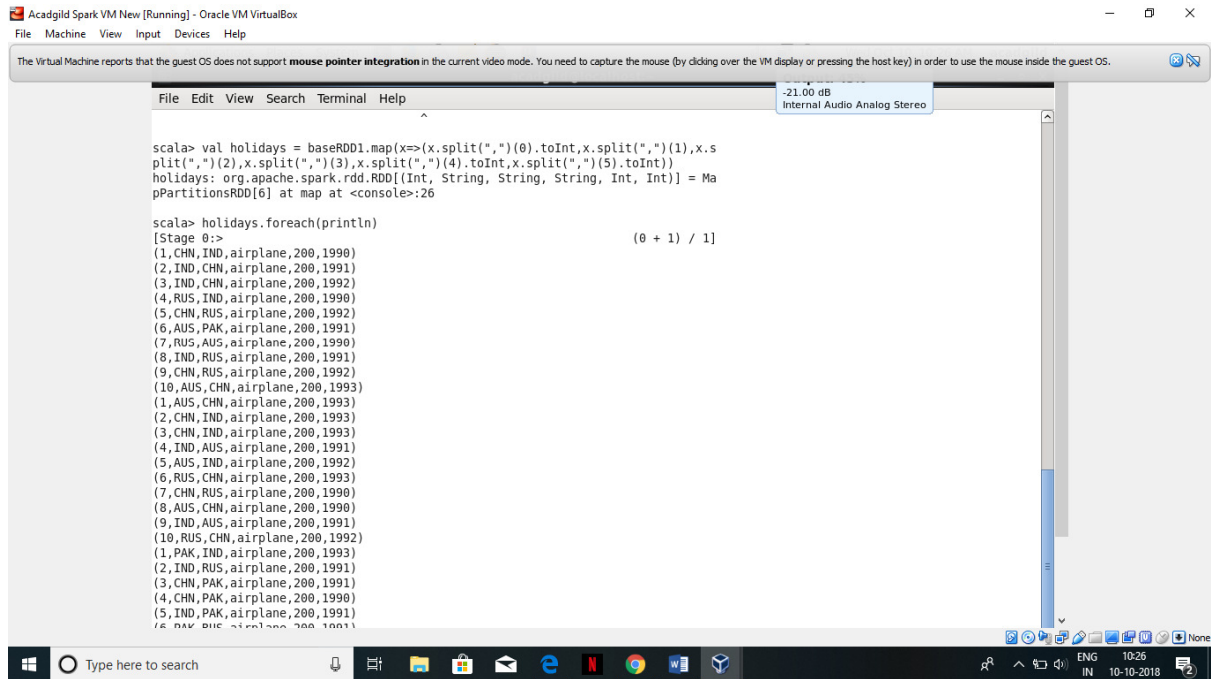 Acadgild Spark VM New [Running] - Oracle VM VirtualBox
File Machine View Input Devices Help
The Virtual Machine reports that the guest OS does not support mouse pointer integration in the current video mode. You need to capture the mouse (by clicking over the VM display or pressing the host key) in order to use the mouse inside the guest OS.
-21.00 dB
Internal Audio Analog Stereo
File Edit View Search Terminal Help
scala> val holidays = baseRDD1.map(x=>(x.split(",")(0).toInt,x.split(",")(1),x.s
plit(",")(2),x.split(",")(3),x.split(",")(4).toInt,x.split(",")(5).toInt))
holidays: org.apache.spark.rdd.RDD[(Int, String, String, String, Int, Int)] = Ma
pPartitionsRDD[6] at map at <console>:26
scala> holidays.foreach(println)
[Stage 0:> (0 + 1) / 1]
(1,CHN,IND,airplane,200,1990)
(2,IND,CHN,airplane,200,1991)
(3,IND,CHN,airplane,200,1992)
(4,RUS,IND,airplane,200,1990)
(5,CHN,RUS,airplane,200,1992)
(6,AUS,PAK,airplane,200,1991)
(7,RUS,AUS,airplane,200,1990)
(8,IND,RUS,airplane,200,1991)
(9,CHN,RUS,airplane,200,1992)
(10,AUS,CHN,airplane,200,1993)
(1,AUS,CHN,airplane,200,1993)
(2,CHN,IND,airplane,200,1993)
(3,CHN,IND,airplane,200,1993)
(4,IND,AUS,airplane,200,1991)
(5,AUS,IND,airplane,200,1992)
(6,RUS,CHN,airplane,200,1993)
(7,CHN,RUS,airplane,200,1990)
(8,AUS,CHN,airplane,200,1990)
(9,IND,AUS,airplane,200,1991)
(10,RUS,CHN,airplane,200,1992)
(1,PAK,IND,airplane,200,1993)
(2,IND,RUS,airplane,200,1991)
(3,CHN,PAK,airplane,200,1991)
(4,CHN,PAK,airplane,200,1990)
(5,IND,PAK,airplane,200,1991)
(6,PAK,RUS,airplane,200,1991)
None
Type here to search
N
ENG
IN
10:26
10-10-2018
2